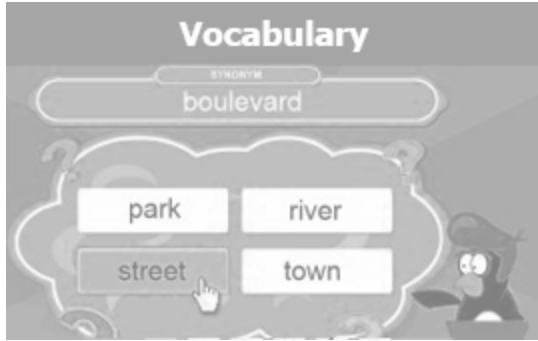 Vocabulary
SYNONYM
boulevard
park river
street town